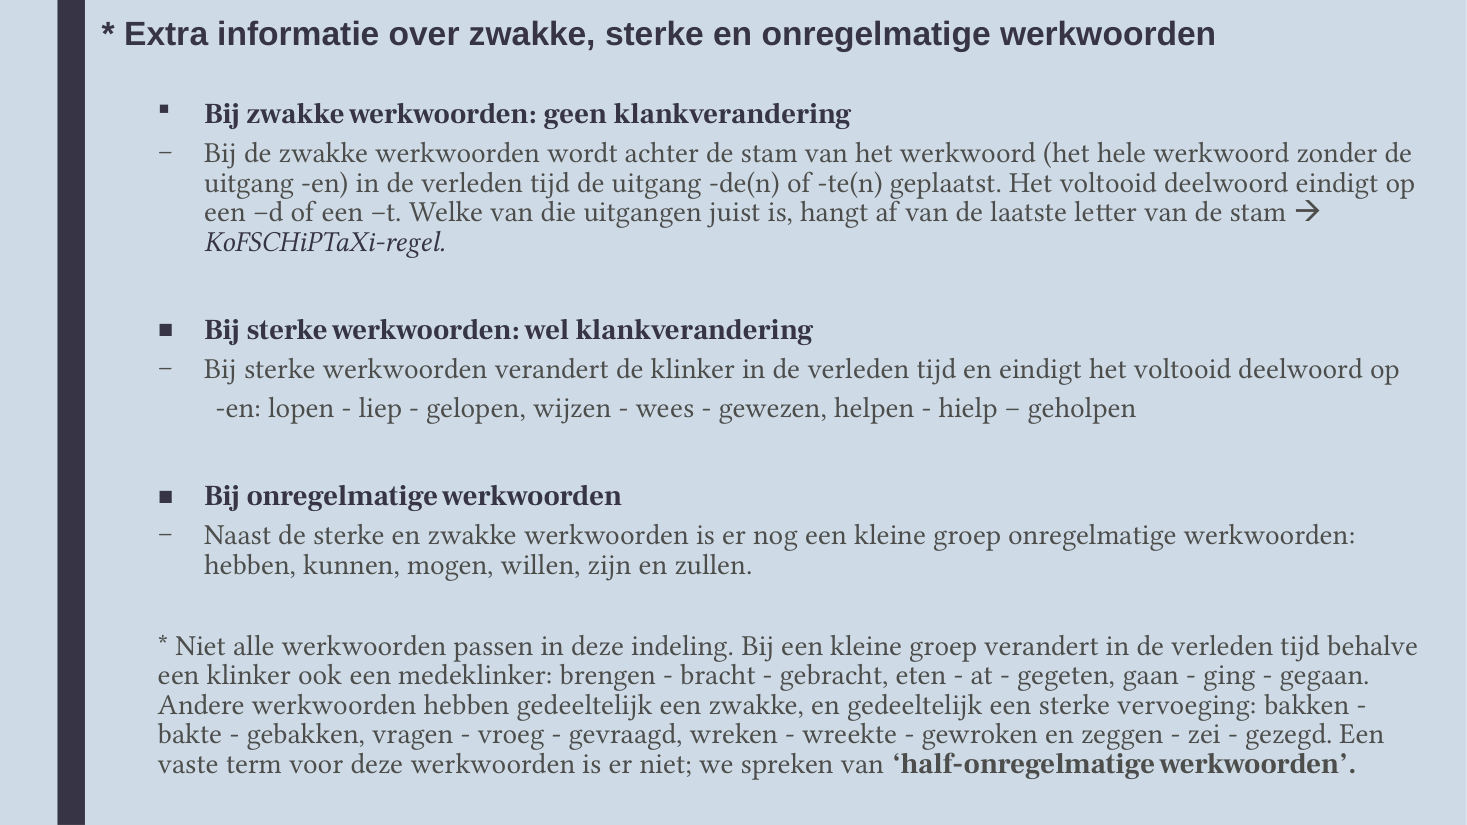 * Extra informatie over zwakke, sterke en onregelmatige werkwoorden
▪ Bij zwakke werkwoorden: geen klankverandering
– Bij de zwakke werkwoorden wordt achter de stam van het werkwoord (het hele werkwoord zonder de
uitgang -en) in de verleden tijd de uitgang -de(n) of -te(n) geplaatst. Het voltooid deelwoord eindigt op
een –d of een –t. Welke van die uitgangen juist is, hangt af van de laatste letter van de stam →
KoFSCHiPTaXi-regel.
■ Bij sterke werkwoorden: wel klankverandering
– Bij sterke werkwoorden verandert de klinker in de verleden tijd en eindigt het voltooid deelwoord op
-en: lopen - liep - gelopen, wijzen - wees - gewezen, helpen - hielp – geholpen
■ Bij onregelmatige werkwoorden
– Naast de sterke en zwakke werkwoorden is er nog een kleine groep onregelmatige werkwoorden:
hebben, kunnen, mogen, willen, zijn en zullen.
* Niet alle werkwoorden passen in deze indeling. Bij een kleine groep verandert in de verleden tijd behalve
een klinker ook een medeklinker: brengen - bracht - gebracht, eten - at - gegeten, gaan - ging - gegaan.
Andere werkwoorden hebben gedeeltelijk een zwakke, en gedeeltelijk een sterke vervoeging: bakken -
bakte - gebakken, vragen - vroeg - gevraagd, wreken - wreekte - gewroken en zeggen - zei - gezegd. Een
vaste term voor deze werkwoorden is er niet; we spreken van ‘half-onregelmatige werkwoorden’.